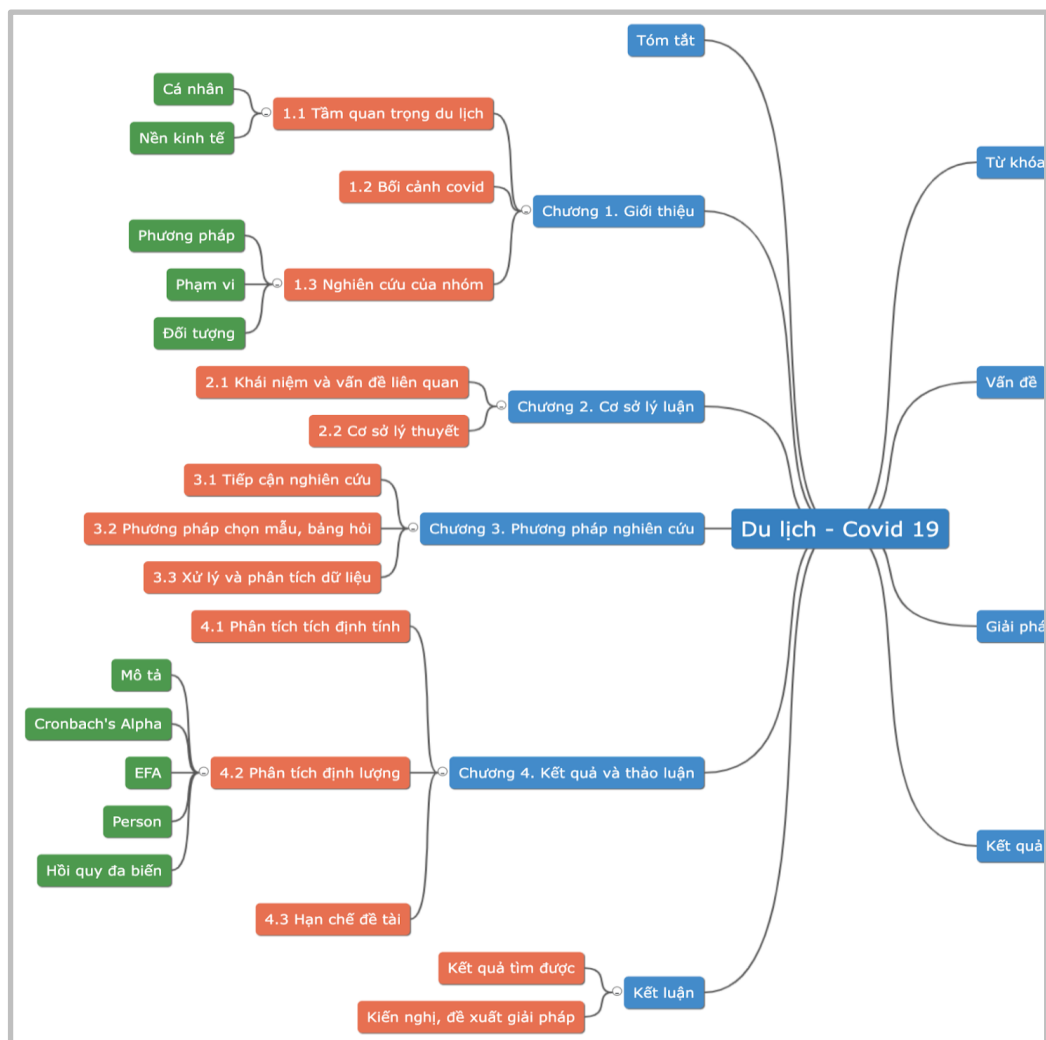 Tóm tắt
Cá nhân
1.1 Tầm quan trọng du lịch
Nền kinh tế
Từ khóa
1.2 Bối cảnh covid
Chương 1. Giới thiệu
Phương pháp
Phạm vi
1.3 Nghiên cứu của nhóm
Đối tượng
2.1 Khái niệm và vấn đề liên quan
Vấn đề
Chương 2. Cơ sở lý luận
2.2 Cơ sở lý thuyết
3.1 Tiếp cận nghiên cứu
3.2 Phương pháp chọn mẫu, bảng hỏi
Chương 3. Phương pháp nghiên cứu
Du lịch - Covid 19
3.3 Xử lý và phân tích dữ liệu
4.1 Phân tích tích định tính
Giải phá
Mô tả
Cronbach's Alpha
EFA
4.2 Phân tích định lượng
Chương 4. Kết quả và thảo luận
Person
Kết quả
Hồi quy đa biến
4.3 Hạn chế đề tài
Kết quả tìm được
Kết luận
Kiến nghị, đề xuất giải pháp